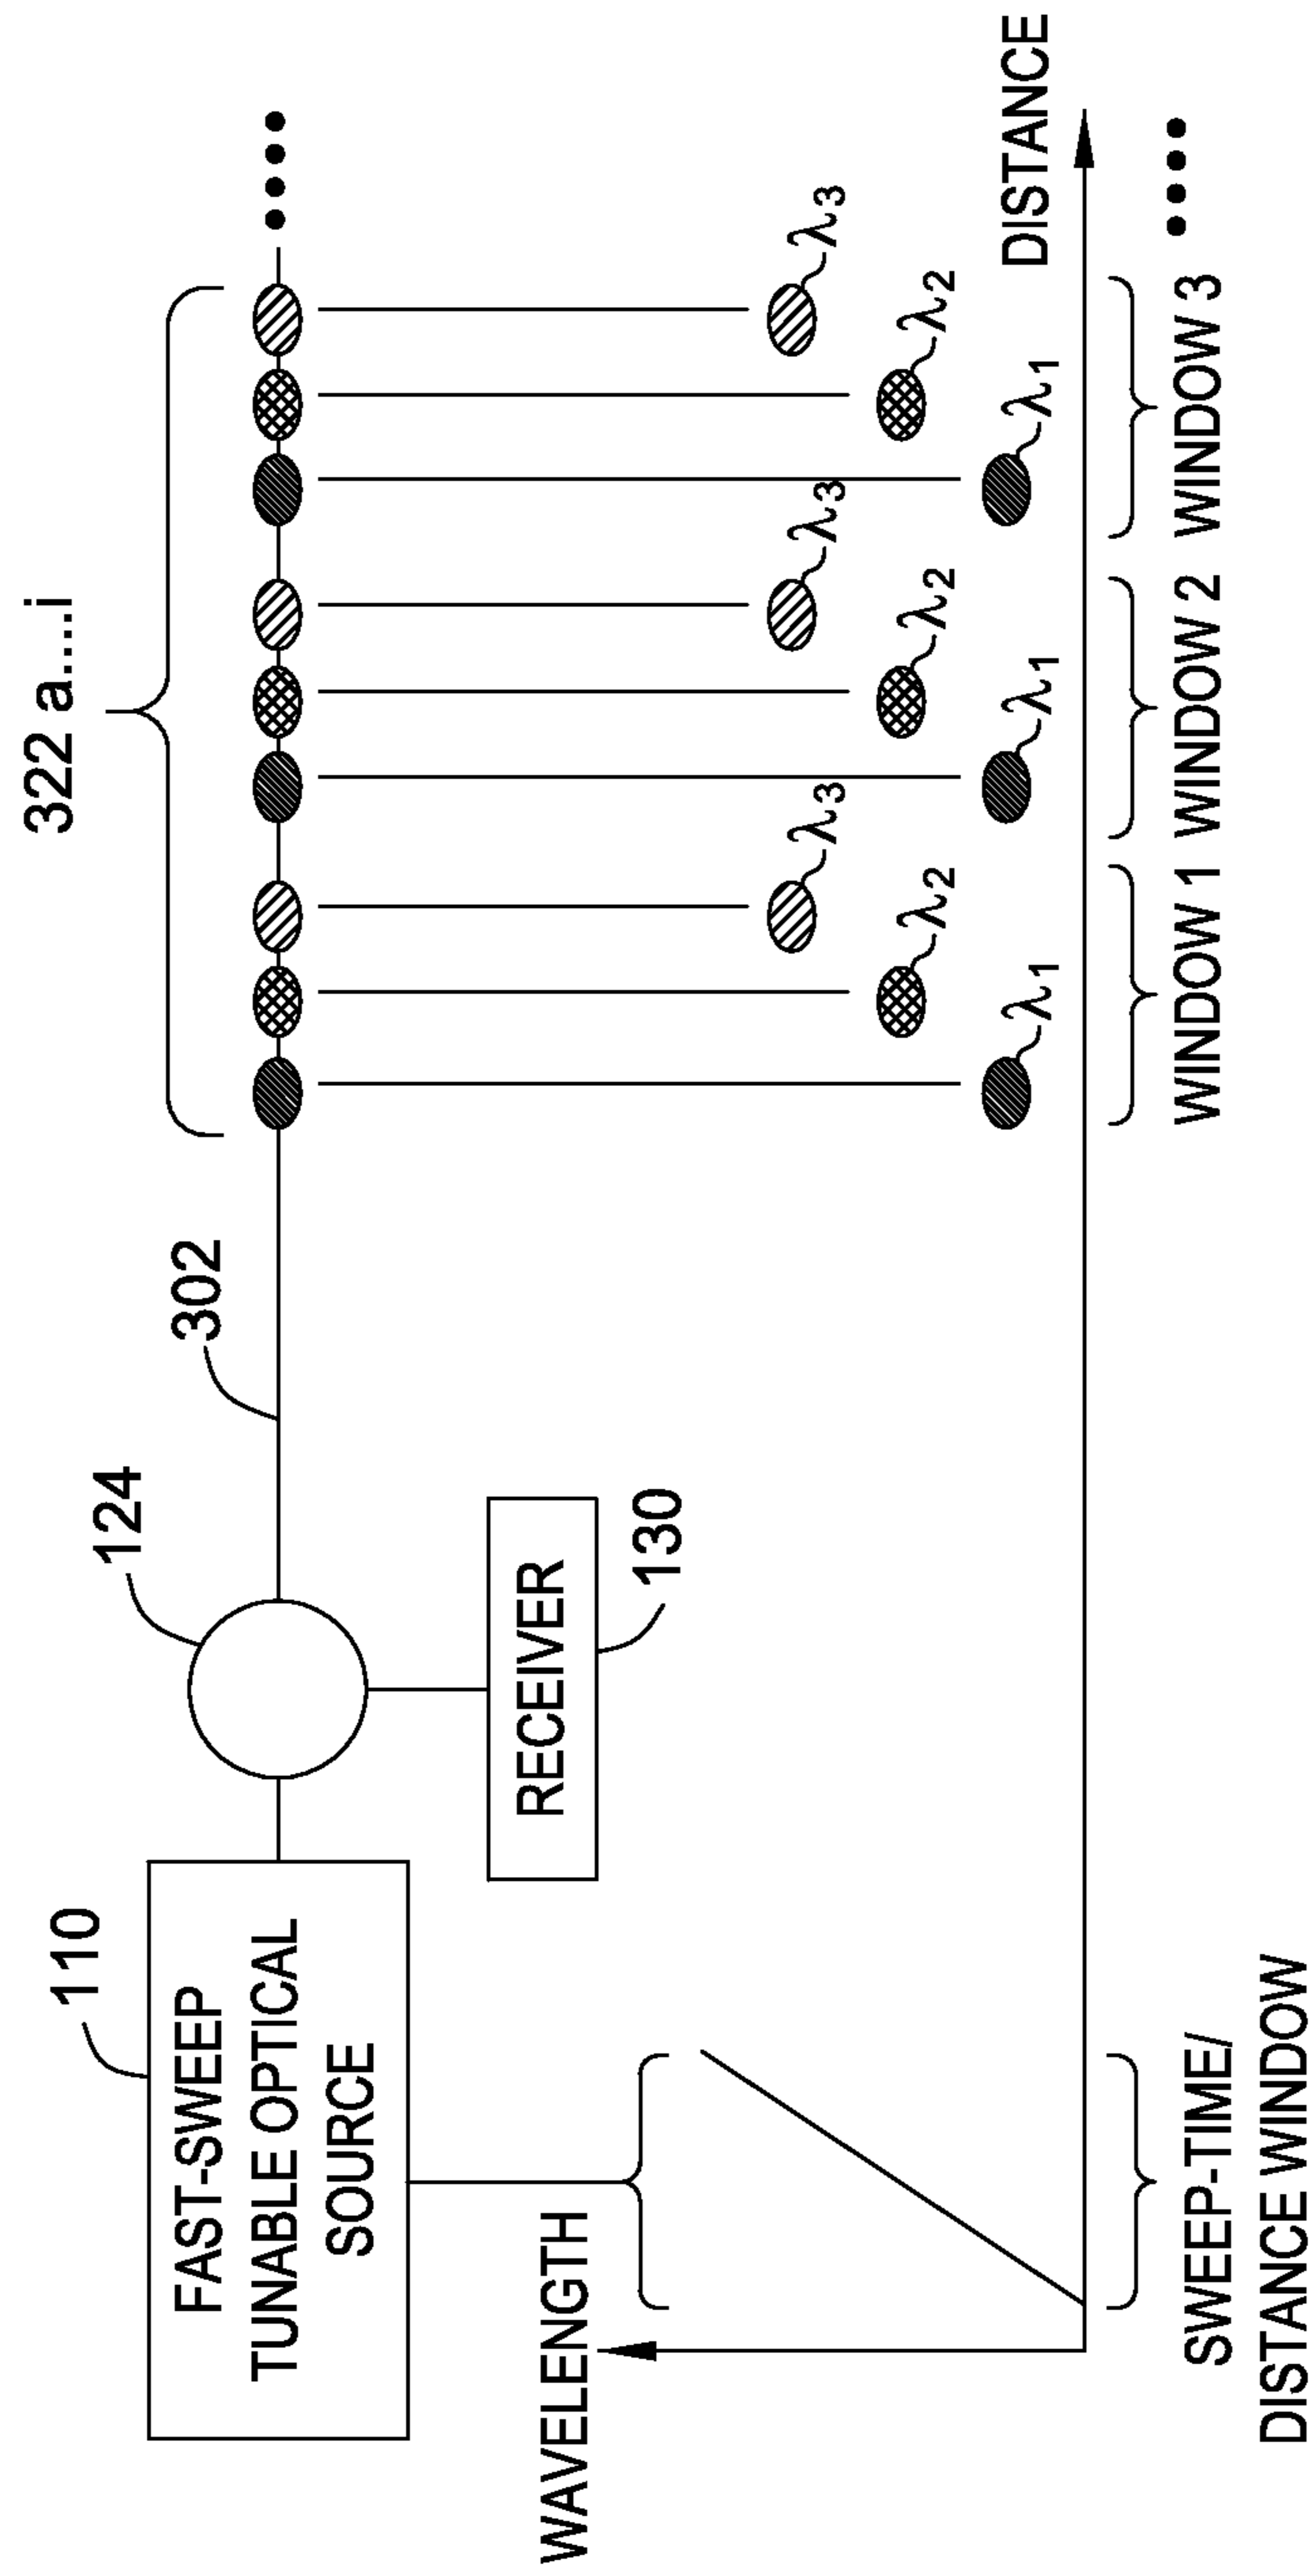 322 a....i
110
124
302
FAST-SWEEP
TUNABLE OPTICAL
SOURCE
RECEIVER
130
WAVELENGTH
λ3
λ3
λ3
λ2
λ2
λ2
λ1
λ1
λ1
DISTANCE
SWEEP-TIME/
DISTANCE WINDOW
WINDOW 1
WINDOW 2
WINDOW 3